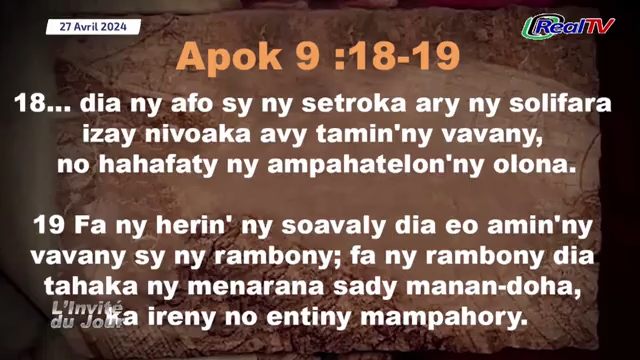 27 Avril 2024
RealTV
Apok 9 :18-19
18... dia ny afo sy ny setroka ary ny solifara
izay nivoaka avy tamin'ny vavany,
no hahafaty ny ampahatelon'ny olona.
19 Fa ny herin' ny soavaly dia eo amin'ny
vavany sy ny rambony; fa ny rambony dia
tahaka ny menarana sady manan-doha,
ka ireny no entiny mampahory.
L'Invité
du Jour